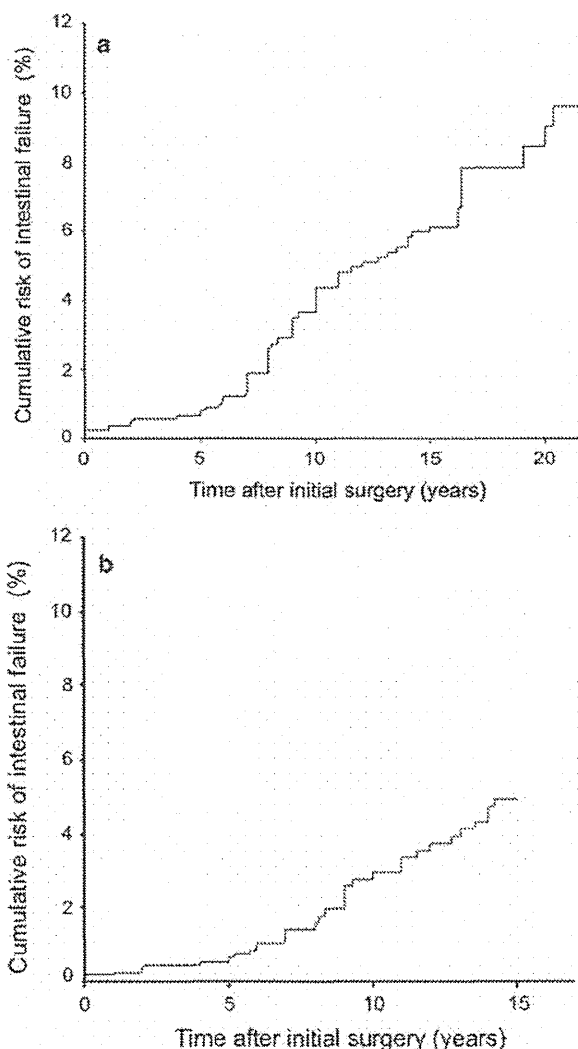 12
a
10
8
6
4
2
0
Cumulative risk of intestinal failure (%)
0 5 10 15 20
Time after initial surgery (years)
12
b
10
8
6
4
2
0
Cumulative risk of intestinal failure (%)
0 5 10 15
Time after initial surgery (years)